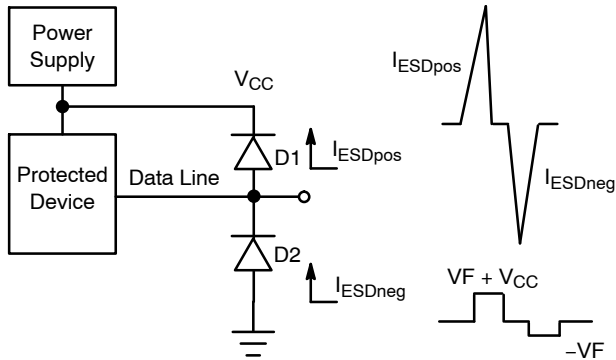 Power
Supply
V_CC
I_ESDpos
D1
I_ESDpos
Protected
Device
Data Line
D2
I_ESDneg
I_ESDneg
VF + V_CC
−VF